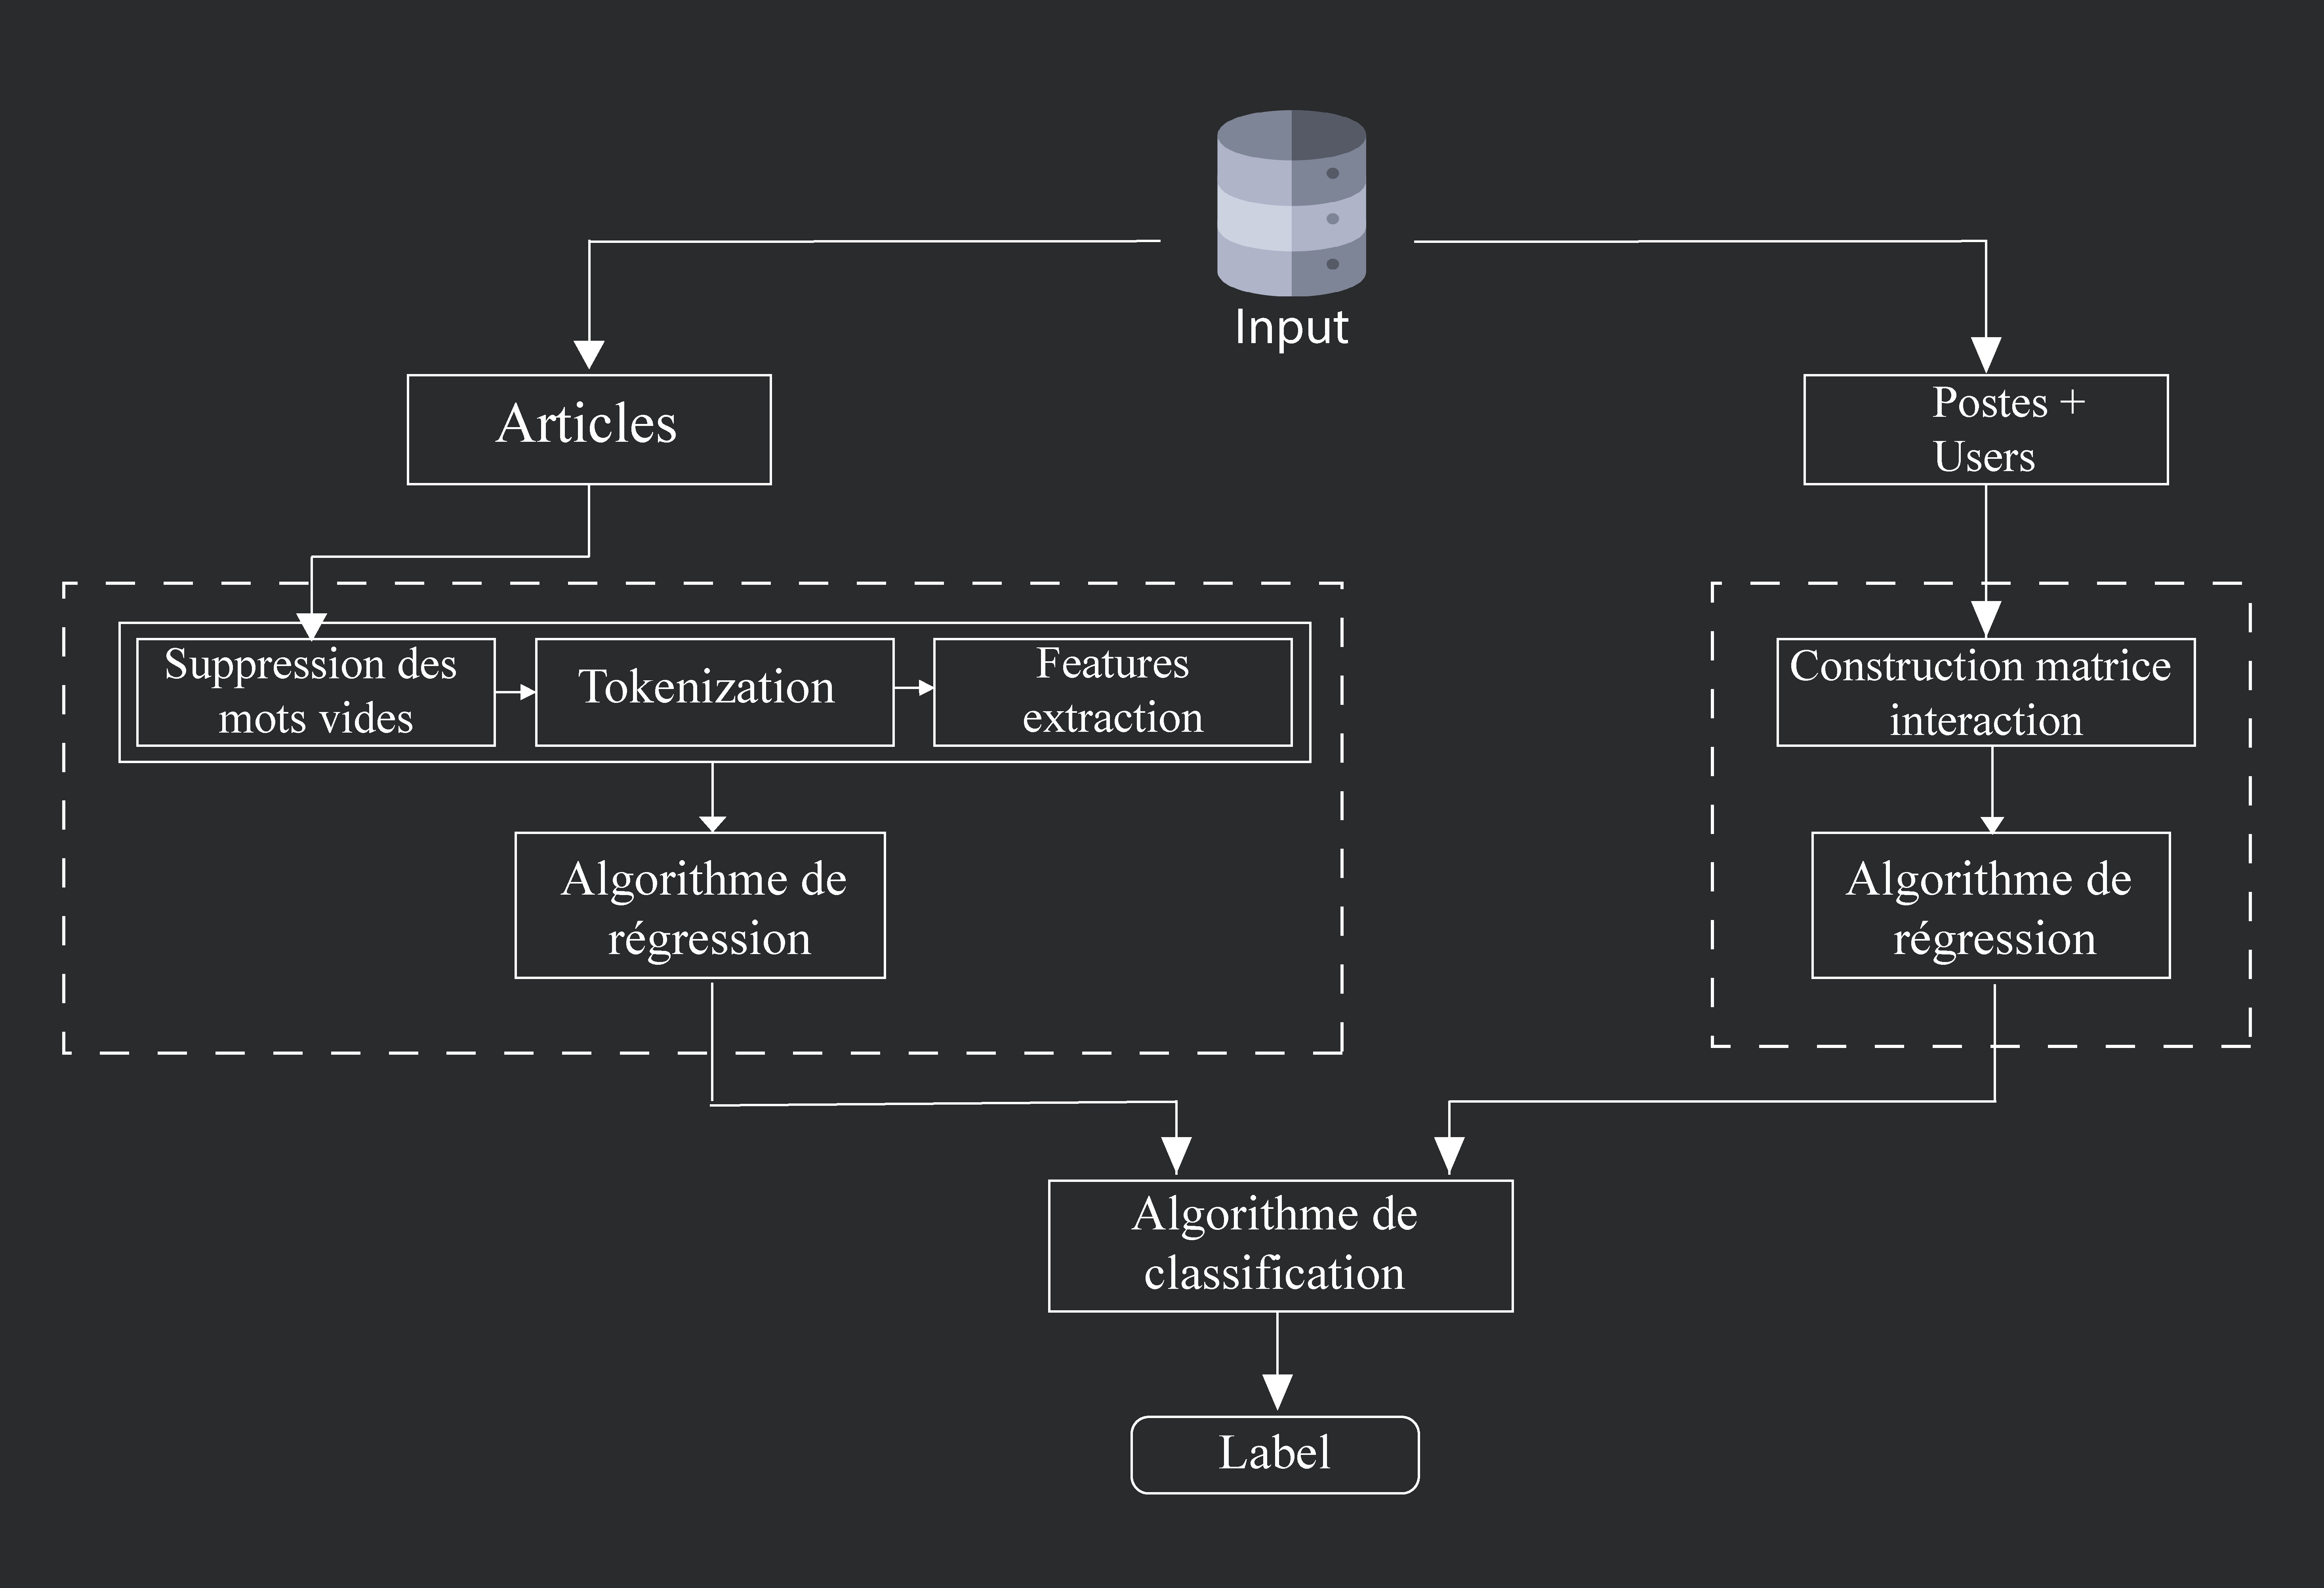 Input
Articles
Postes +
Users
Suppression des
mots vides
Tokenization
Features
extraction
Construction matrice
interaction
Algorithme de
régression
Algorithme de
régression
Algorithme de
classification
Label